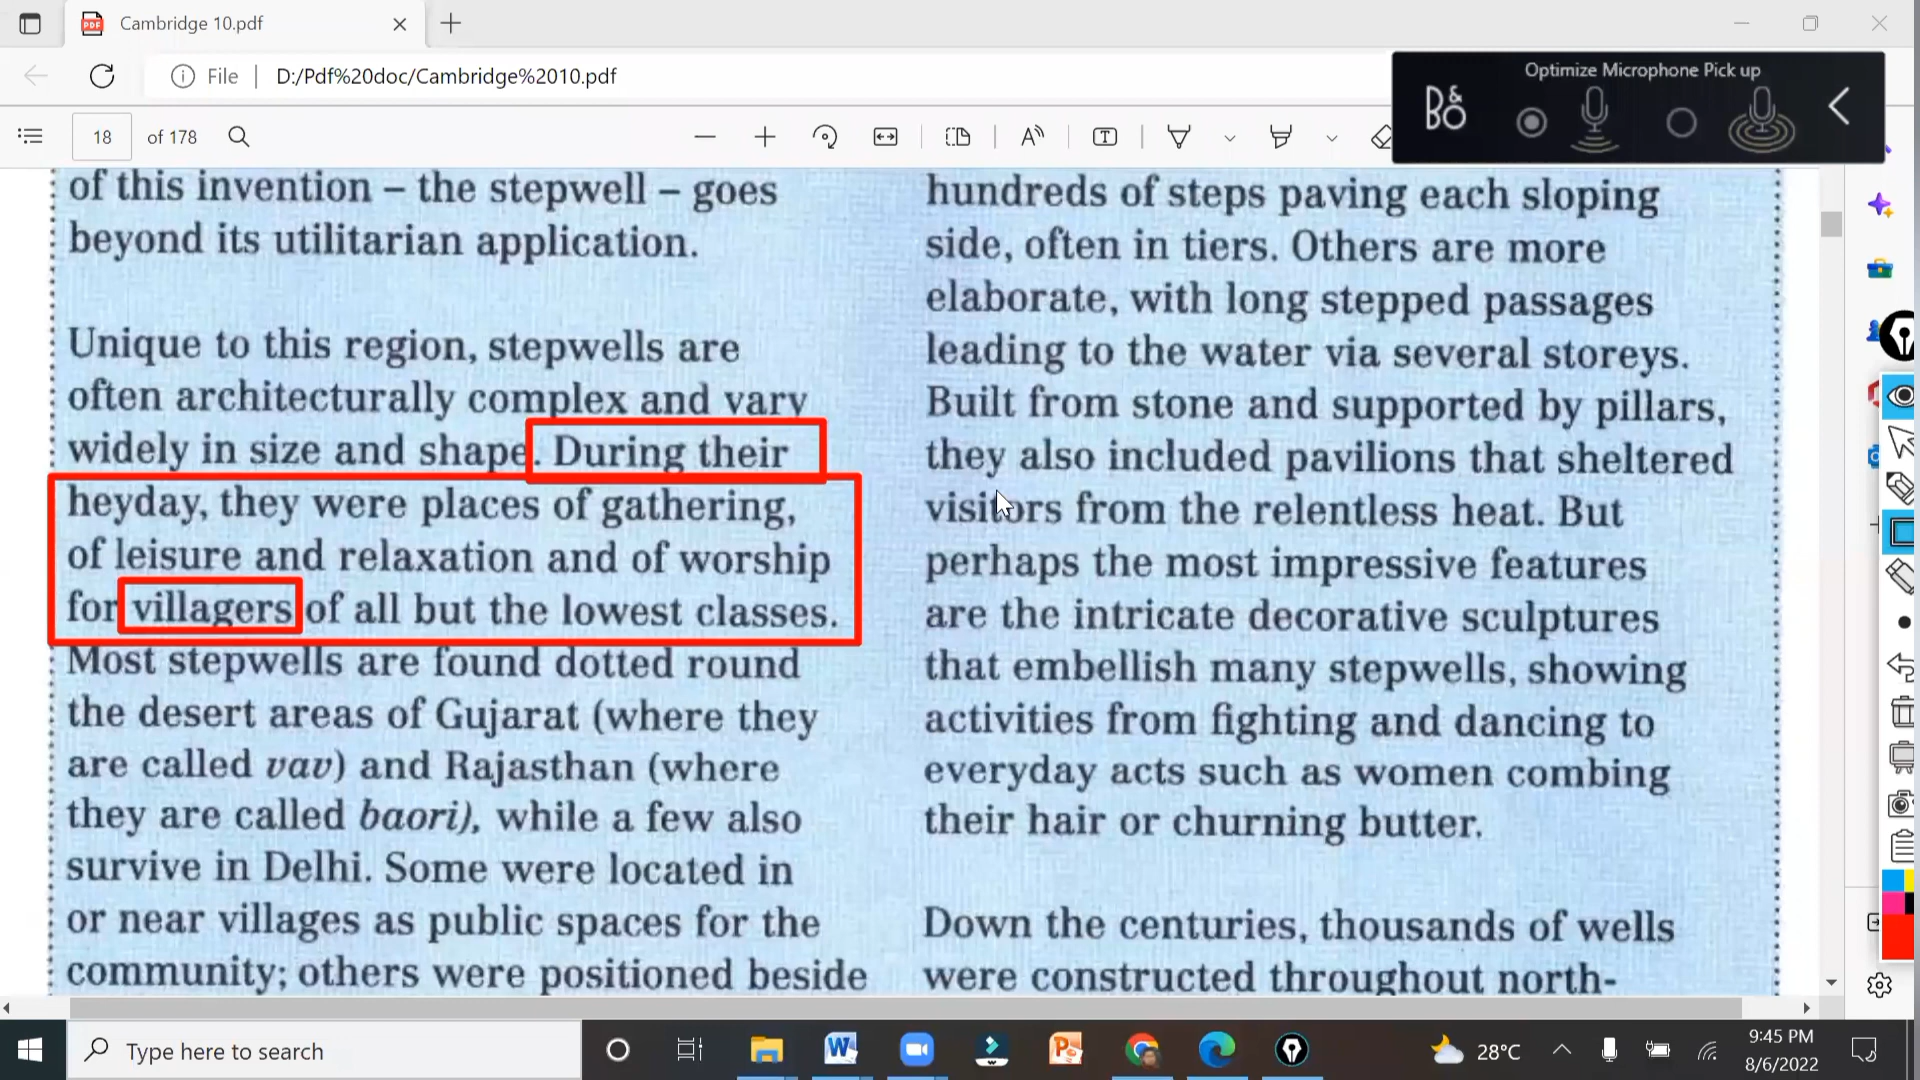 Cambridge 10.pdf
File
D:/Pdf%20doc/Cambridge%2010.pdf
Optimize Microphone Pick up
B&O
18 of 178
of this invention – the stepwell – goes
beyond its utilitarian application.
Unique to this region, stepwells are
often architecturally complex and vary
widely in size and shape. During their
heyday, they were places of gathering,
of leisure and relaxation and of worship
for villagers of all but the lowest classes.
Most stepwells are found dotted round
the desert areas of Gujarat (where they
are called vav) and Rajasthan (where
they are called baori), while a few also
survive in Delhi. Some were located in
or near villages as public spaces for the
community; others were positioned beside
hundreds of steps paving each sloping
side, often in tiers. Others are more
elaborate, with long stepped passages
leading to the water via several storeys.
Built from stone and supported by pillars,
they also included pavilions that sheltered
visitors from the relentless heat. But
perhaps the most impressive features
are the intricate decorative sculptures
that embellish many stepwells, showing
activities from fighting and dancing to
everyday acts such as women combing
their hair or churning butter.
Down the centuries, thousands of wells
were constructed throughout north-
Type here to search
28°C
9:45 PM
8/6/2022